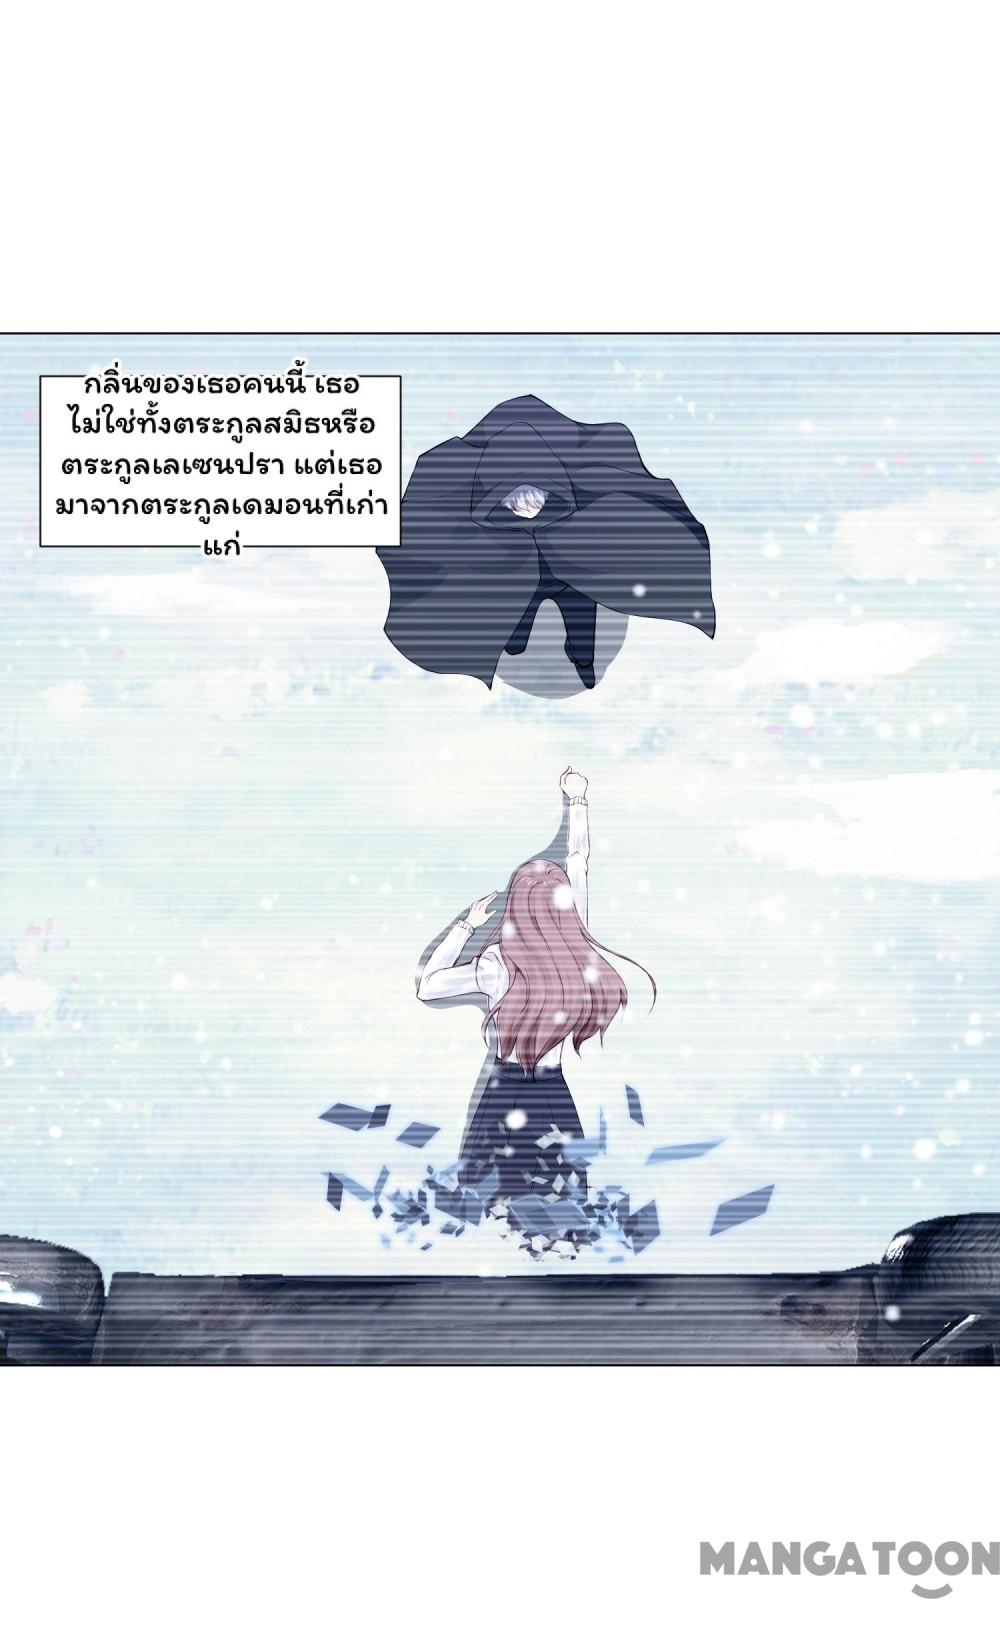 กลิ่นของเธอคนนี้ เธอ
ไม่ใช่ทั้งตระกูลสมิธหรือ
ตระกูลเลเซนปรา แต่เธอ
มาจากตระกูลเดมอนที่เก่า
แก่
MANGATOON